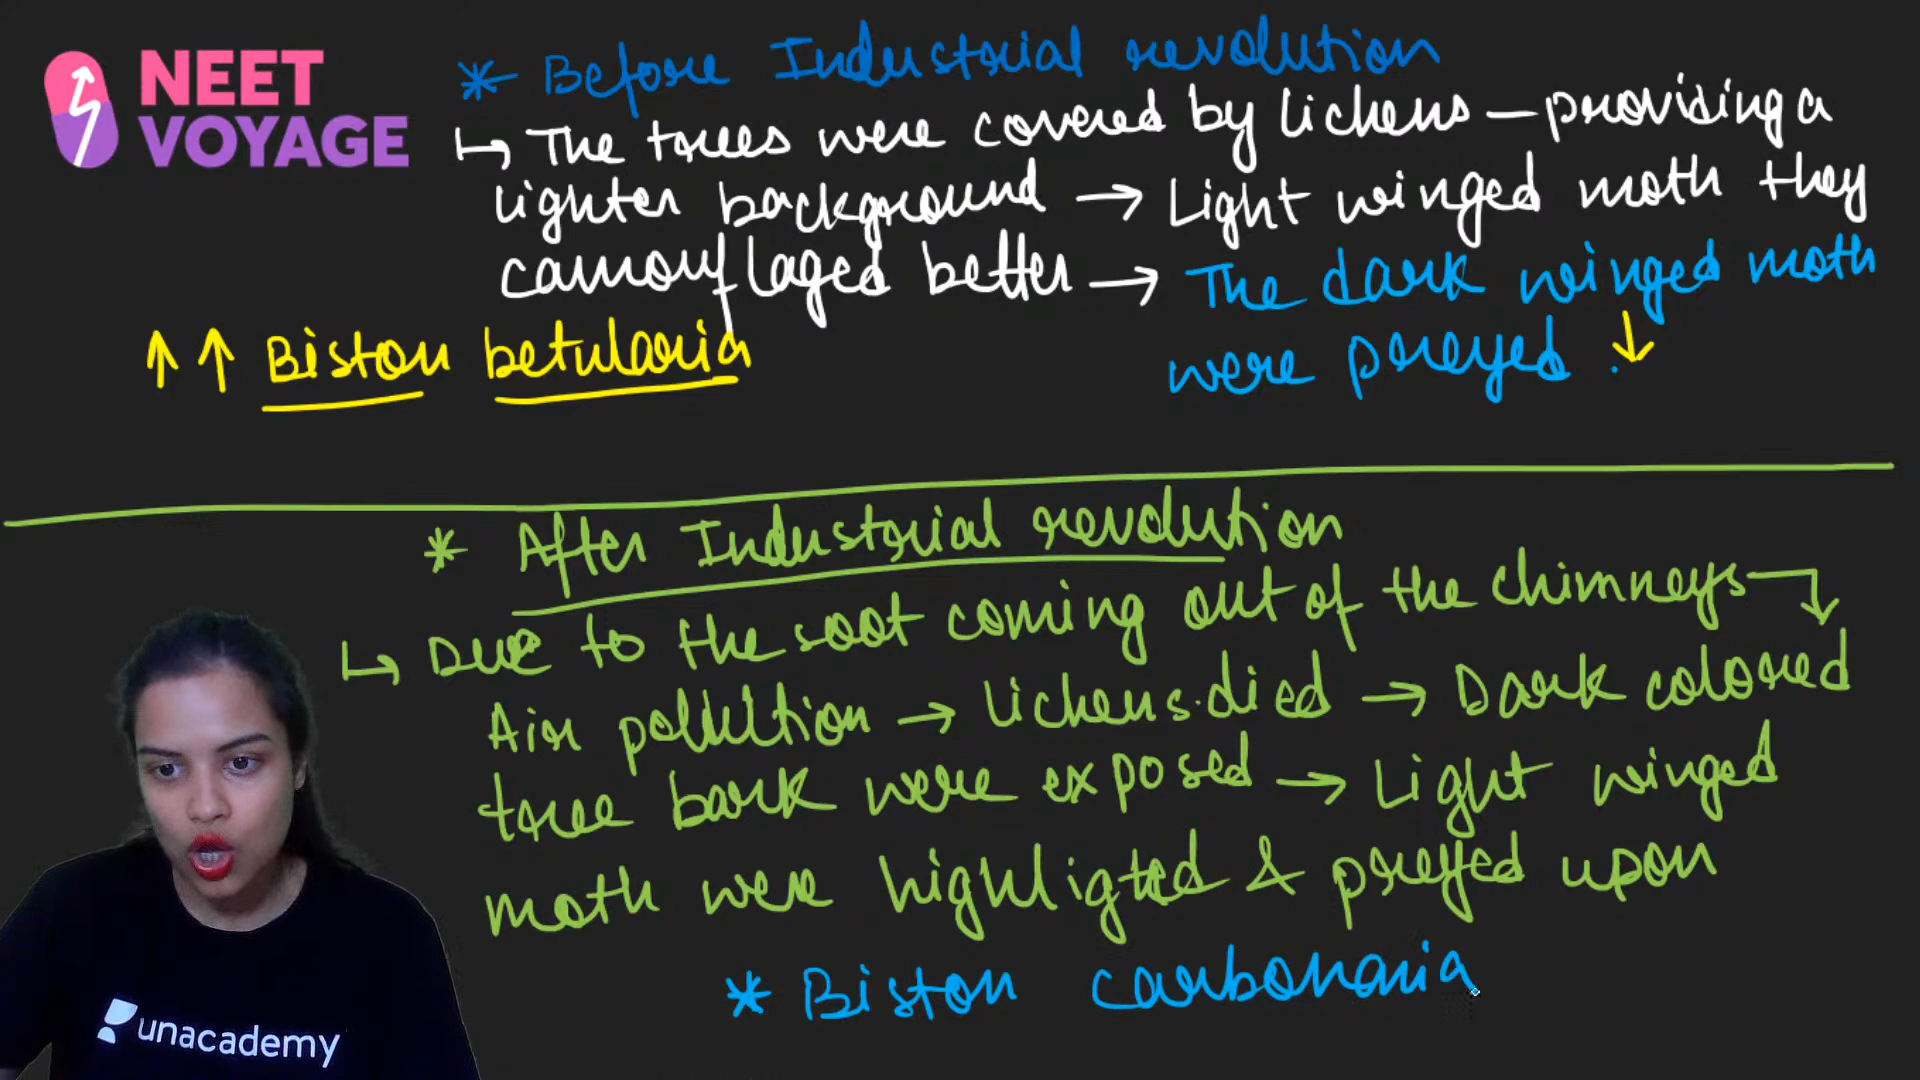 NEET
VOYAGE
* Before Industrial revolution
↳ The trees were covered by lichens — providing a
lighter background → Light winged moth they
camouflaged better → The dark winged moth
were preyed . ↓
↑ ↑ Biston betularia
* After Industrial revolution
↳ Due to the soot coming out of the chimneys
Air pollution → lichens died → Dark colored
tree bark were exposed → Light winged
moth were highligted & preyed upon
* Biston carbonaria
unacademy